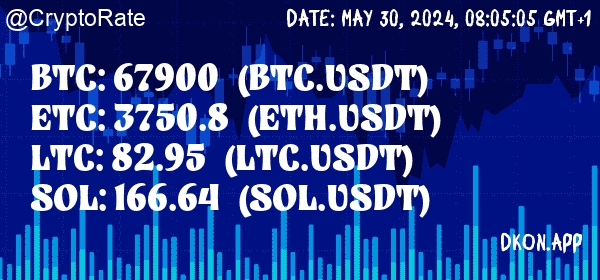 @CryptoRate
DATE: MAY 30, 2024, 08:05:05 GMT+1
BTC: 67900 (BTC.USDT)
ETC: 3750.8 (ETH.USDT)
LTC: 82.95 (LTC.USDT)
SOL: 166.64 (SOL.USDT)
DKON.APP